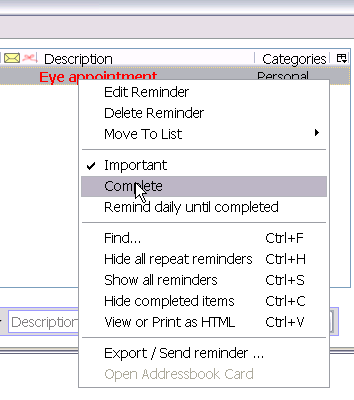 Description Categories
Eye appointment Personal
Edit Reminder
Delete Reminder
Move To List
Important
Complete
Remind daily until completed
Find... Ctrl+F
Hide all repeat reminders Ctrl+H
Show all reminders Ctrl+S
Hide completed items Ctrl+C
View or Print as HTML Ctrl+V
Description
Export / Send reminder ...
Open Addressbook Card